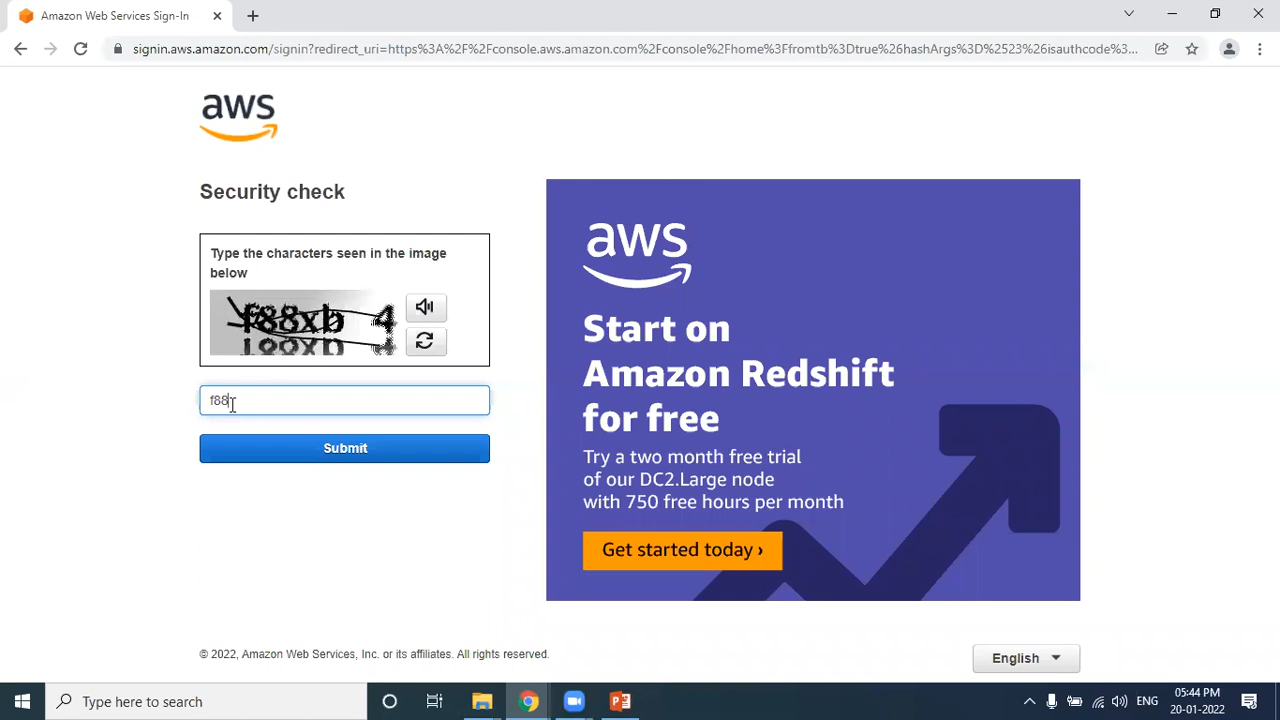 Amazon Web Services Sign-In
signin.aws.amazon.com/signin?redirect_uri=https%3A%2F%2Fconsole.aws.amazon.com%2Fconsole%2Fhome%3Ffromtb%3Dtrue%26hashArgs%3D%2523%26isauthcode%3...
aws
Security check
Type the characters seen in the image
below
f88xb 4
f88
Submit
aws
Start on
Amazon Redshift
for free
Try a two month free trial
of our DC2.Large node
with 750 free hours per month
Get started today ›
© 2022, Amazon Web Services, Inc. or its affiliates. All rights reserved.
English
Type here to search
ENG
05:44 PM
20-01-2022